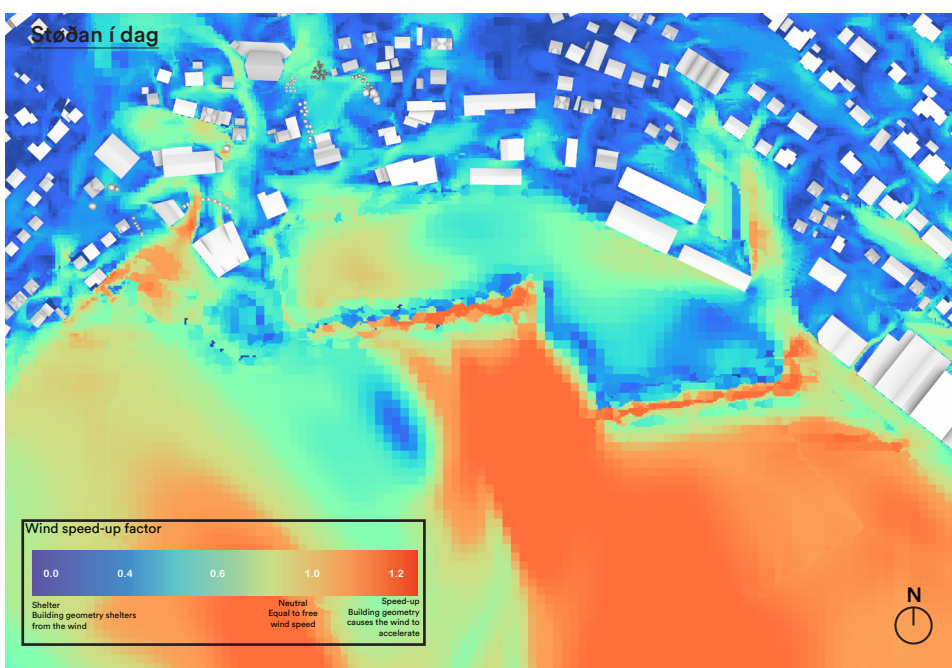 Støðan í dag
Wind speed-up factor
0.0 0.4 0.6 1.0 1.2
Shelter
Building geometry shelters
from the wind
Neutral
Equal to free
wind speed
Speed-up
Building geometry
causes the wind to
accelerate
N